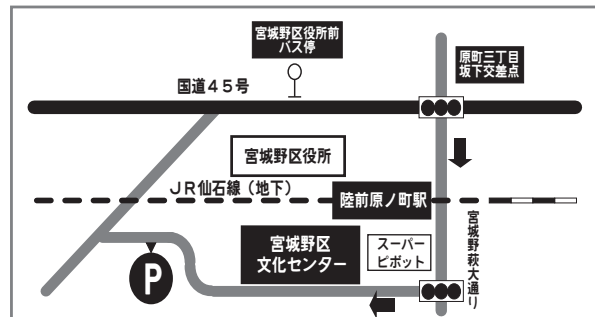 宮城野区役所前
バス停
原町三丁目
坂下交差点
国道４５号
宮城野区役所
ＪＲ仙石線（地下）
陸前原ノ町駅
宮城野区
文化センター
スーパー
ピボット
宮城野萩大通り
P